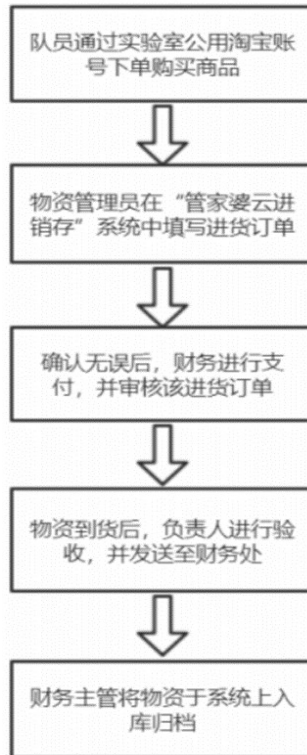 队员通过实验室公用淘宝账
号下单购买商品
物资管理员在“管家婆云进
销存”系统中填写进货订单
确认无误后，财务进行支
付，并审核该进货订单
物资到货后，负责人进行验
收，并发送至财务处
财务主管将物资于系统上入
库归档